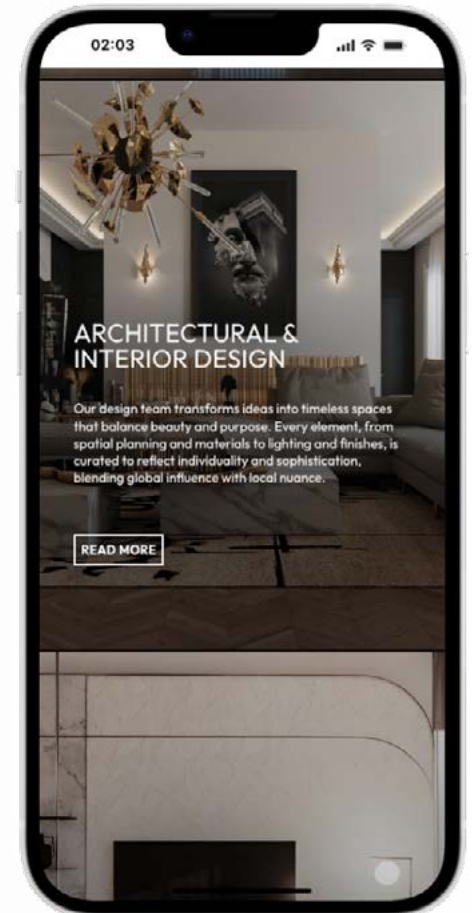 02:03
ARCHITECTURAL &
INTERIOR DESIGN
Our design team transforms ideas into timeless spaces
that balance beauty and purpose. Every element, from
spatial planning and materials to lighting and finishes, is
curated to reflect individuality and sophistication,
blending global influence with local nuance.
READ MORE